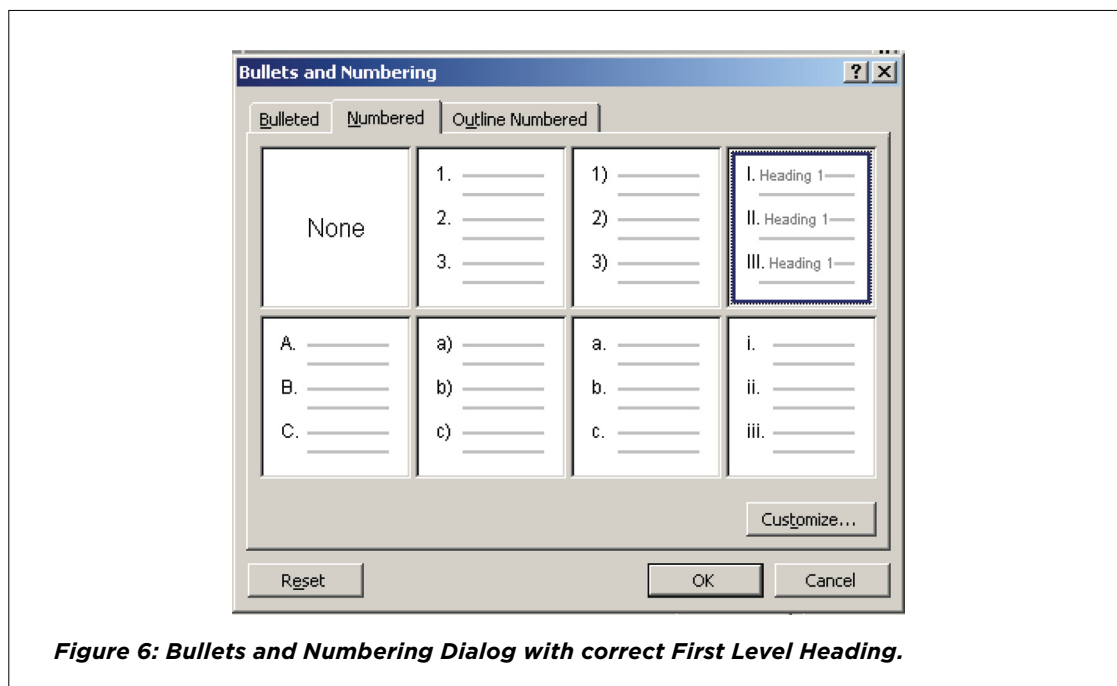 Bullets and Numbering
? X
Bulleted Numbered Outline Numbered
None
1.
2.
3.
1)
2)
3)
I. Heading 1
II. Heading 1
III. Heading 1
A.
B.
C.
a)
b)
c)
a.
b.
c.
i.
ii.
iii.
Customize...
Reset OK Cancel
Figure 6: Bullets and Numbering Dialog with correct First Level Heading.